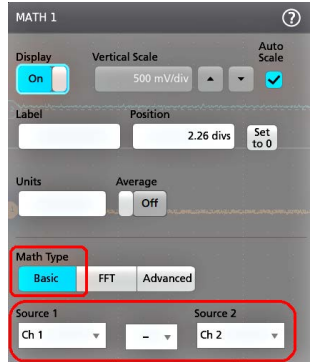 MATH 1 ?
Auto
Display Vertical Scale Scale
On 500 mV/div
Label Position
2.26 divs Set
to 0
Units Average
Off
Math Type
Basic FFT Advanced
Source 1 Source 2
Ch 1 - Ch 2